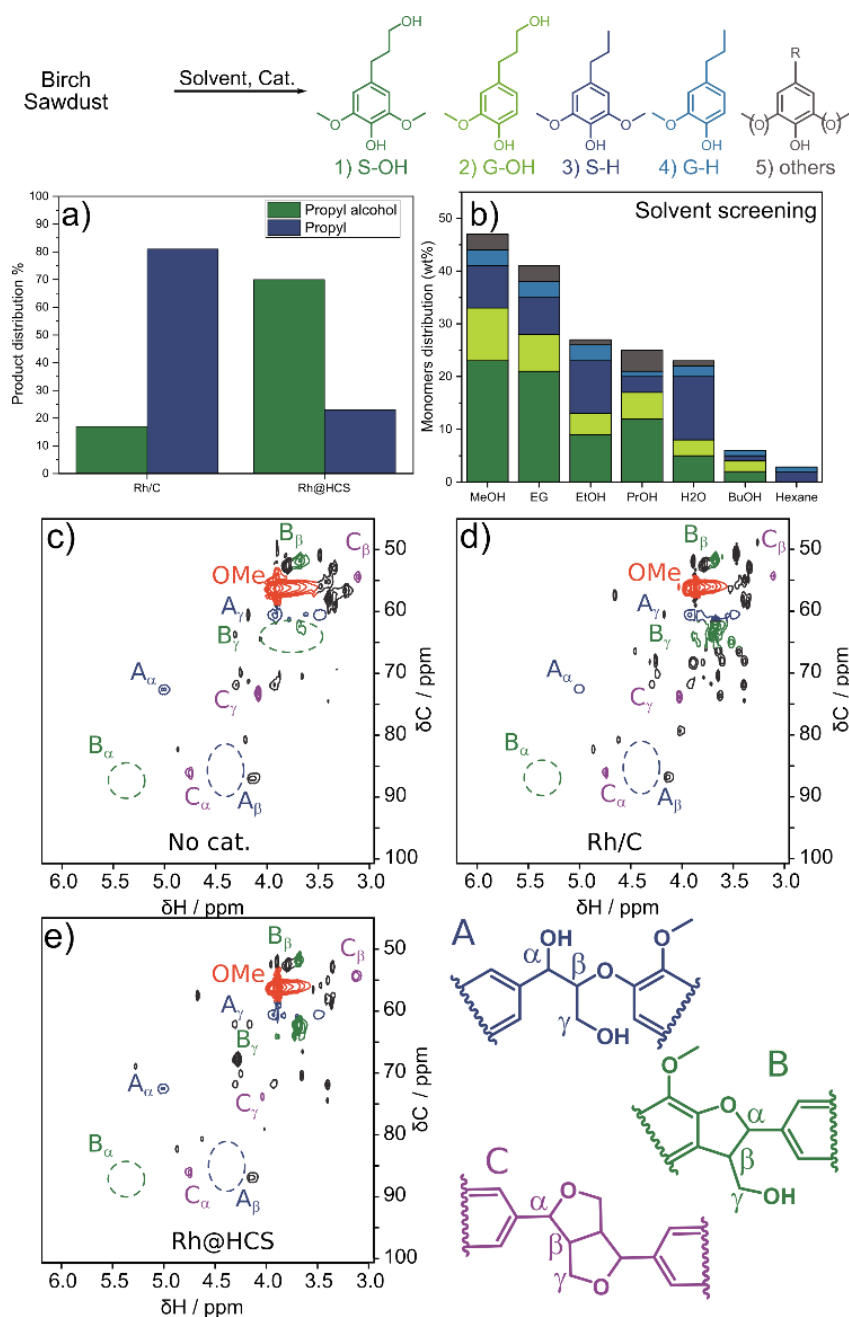 Birch
Sawdust
Solvent, Cat.
OH
O
O
OH
1) S-OH
OH
O
OH
2) G-OH
O
O
OH
3) S-H
O
OH
4) G-H
R
(O)
(O)
OH
5) others
a)
Propyl alcohol
Propyl
Product distribution %
100
90
80
70
60
50
40
30
20
10
0
Rh/C
Rh@HCS
b)
Solvent screening
Monomers distribution (wt%)
50
40
30
20
10
0
MeOH EG EtOH PrOH H2O BuOH Hexane
c)
Bβ
Cβ
OMe
Aγ
Bγ
Aα
Cγ
Bα
Cα
Aβ
No cat.
50
60
70
80
90
100
δC / ppm
6.0 5.5 5.0 4.5 4.0 3.5 3.0
δH / ppm
d)
Bβ
Cβ
OMe
Aγ
Bγ
Aα
Cγ
Bα
Cα
Aβ
Rh/C
50
60
70
80
90
100
δC / ppm
6.0 5.5 5.0 4.5 4.0 3.5 3.0
δH / ppm
e)
Bβ
Cβ
OMe
Aγ
Bγ
Aα
Cγ
Bα
Cα
Aβ
Rh@HCS
50
60
70
80
90
100
δC / ppm
6.0 5.5 5.0 4.5 4.0 3.5 3.0
δH / ppm
A
α
OH
β
O
O
γ
OH
B
O
O
α
β
γ
OH
C
α
O
β
γ
O